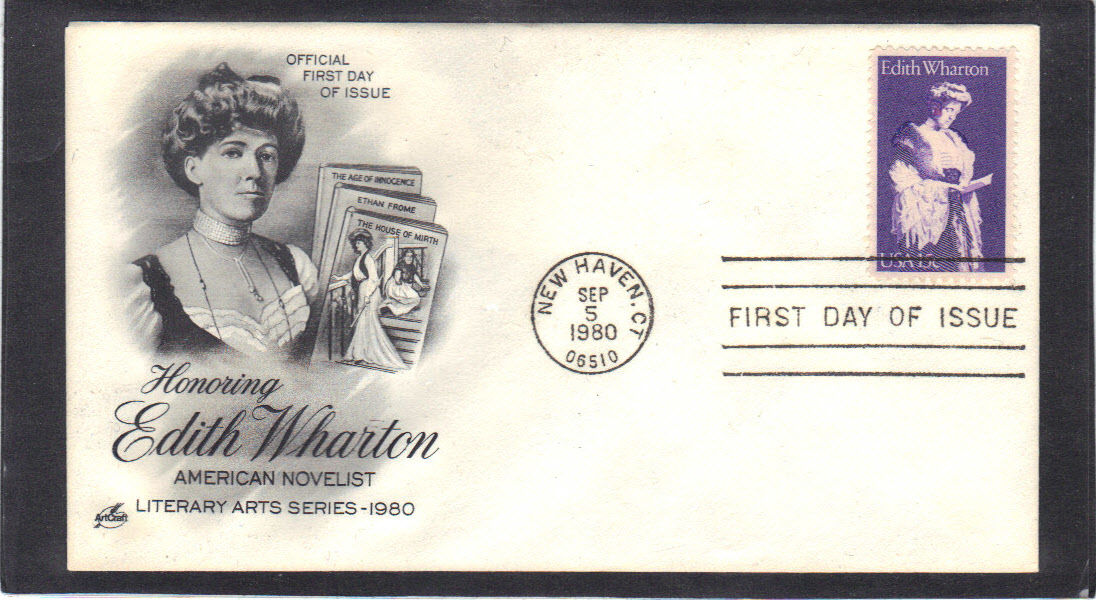 OFFICIAL
FIRST DAY
OF ISSUE
THE AGE OF INNOCENCE
ETHAN FROME
THE HOUSE OF MIRTH
Honoring
Edith Wharton
AMERICAN NOVELIST
LITERARY ARTS SERIES-1980
ArtCraft
NEW HAVEN, CT
SEP
5
1980
06510
Edith Wharton
USA 15c
FIRST DAY OF ISSUE